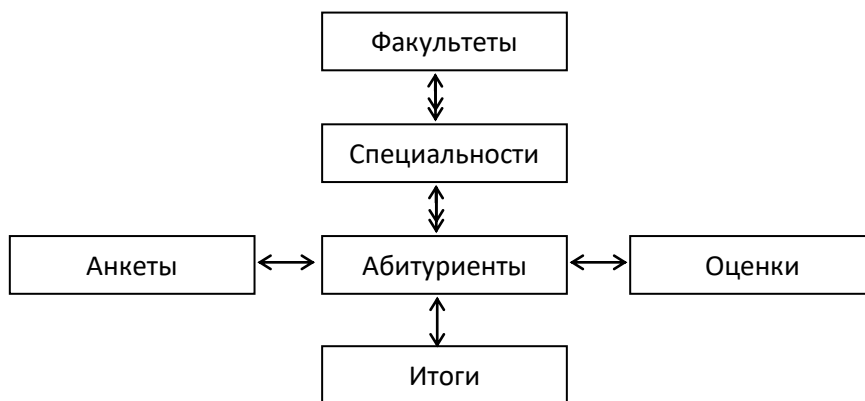 Факультеты
Специальности
Анкеты
Абитуриенты
Оценки
Итоги